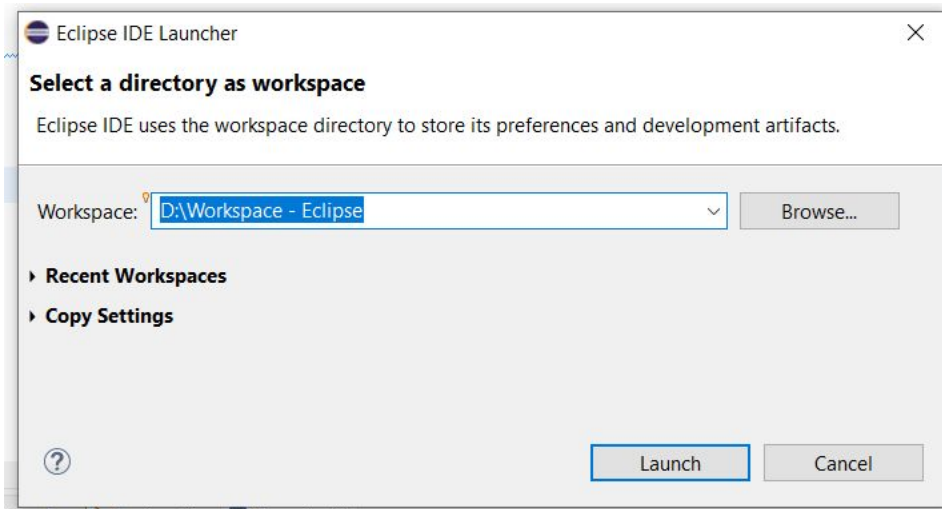 Eclipse IDE Launcher
Select a directory as workspace
Eclipse IDE uses the workspace directory to store its preferences and development artifacts.
Workspace: D:\Workspace - Eclipse Browse...
Recent Workspaces
Copy Settings
? Launch Cancel